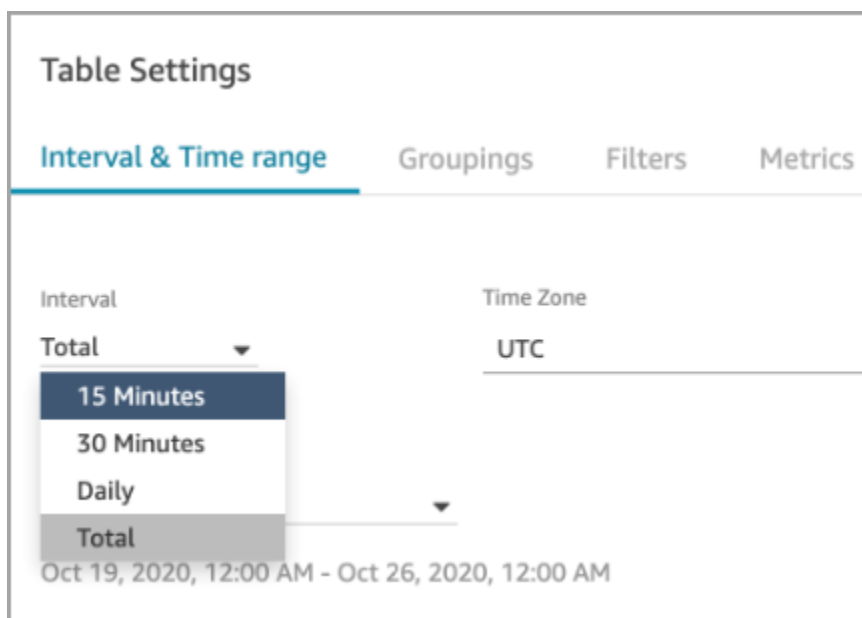 Table Settings
Interval & Time range Groupings Filters Metrics
Interval Time Zone
Total UTC
15 Minutes
30 Minutes
Daily
Total
Oct 19, 2020, 12:00 AM - Oct 26, 2020, 12:00 AM